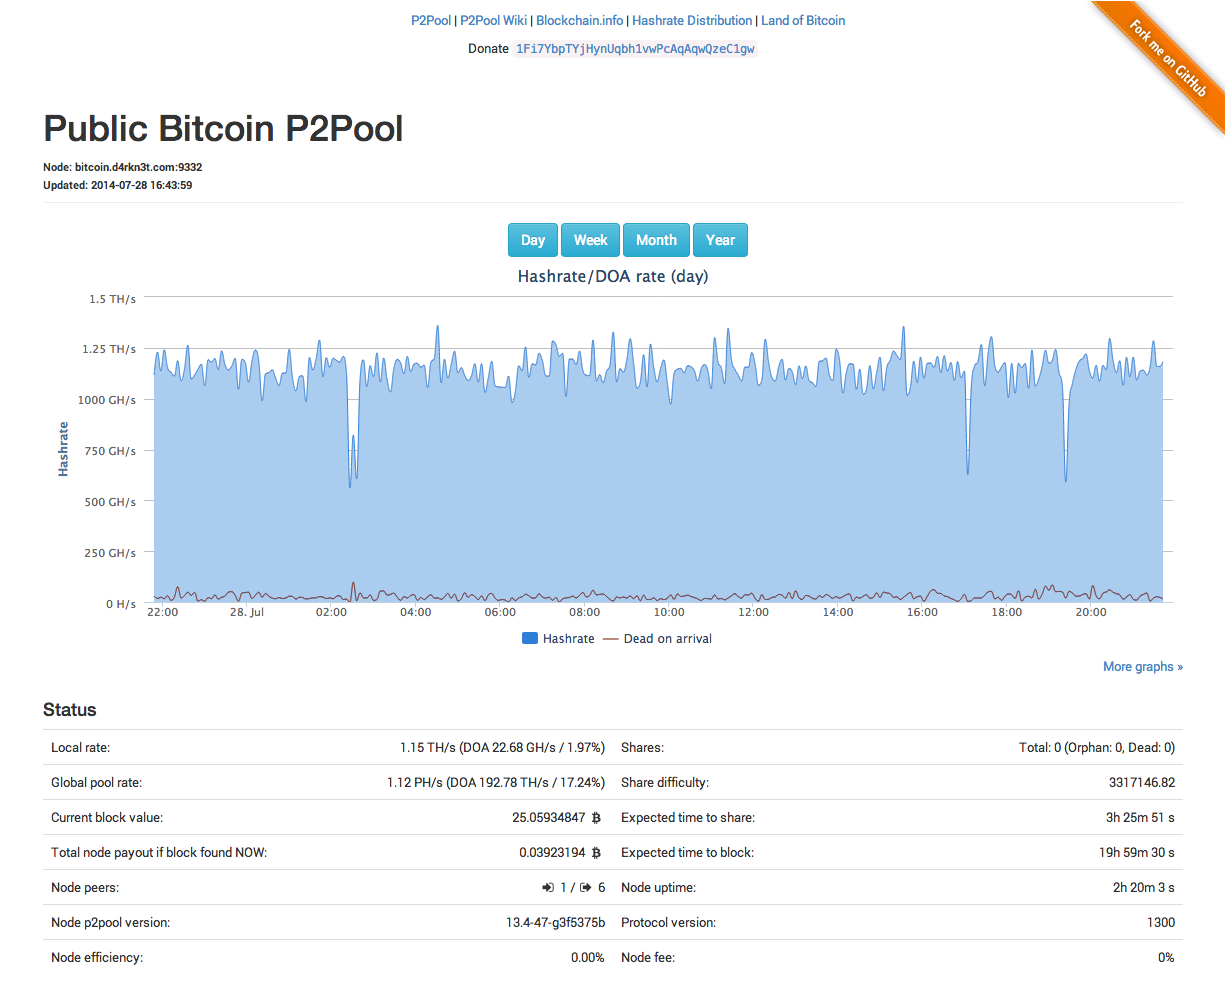 P2Pool | P2Pool Wiki | Blockchain.info | Hashrate Distribution | Land of Bitcoin
Donate 1Fi7YbpTYjHynUqbh1vwPcAqAqwQzeC1gw
Fork me on GitHub
Public Bitcoin P2Pool
Node: bitcoin.d4rkn3t.com:9332
Updated: 2014-07-28 16:43:59
Day Week Month Year
Hashrate/DOA rate (day)
Hashrate
1.5 TH/s
1.25 TH/s
1000 GH/s
750 GH/s
500 GH/s
250 GH/s
0 H/s
22:00 28. Jul 02:00 04:00 06:00 08:00 10:00 12:00 14:00 16:00 18:00 20:00
Hashrate Dead on arrival
More graphs »
Status
Local rate: 1.15 TH/s (DOA 22.68 GH/s / 1.97%) Shares: Total: 0 (Orphan: 0, Dead: 0)
Global pool rate: 1.12 PH/s (DOA 192.78 TH/s / 17.24%) Share difficulty: 3317146.82
Current block value: 25.05934847 Expected time to share: 3h 25m 51 s
Total node payout if block found NOW: 0.03923194 Expected time to block: 19h 59m 30 s
Node peers: 1 / 6 Node uptime: 2h 20m 3 s
Node p2pool version: 13.4-47-g3f5375b Protocol version: 1300
Node efficiency: 0.00% Node fee: 0%